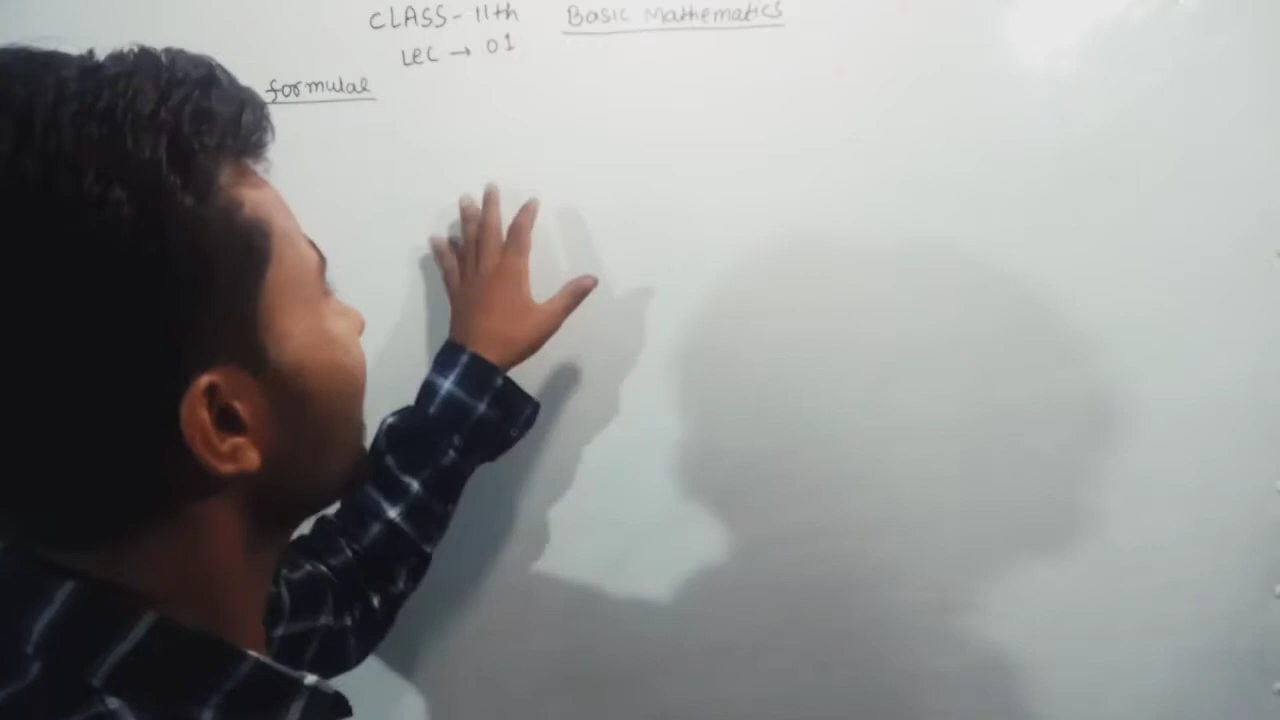 CLASS - 11th Basic Mathematics
Lec → 01
formulae